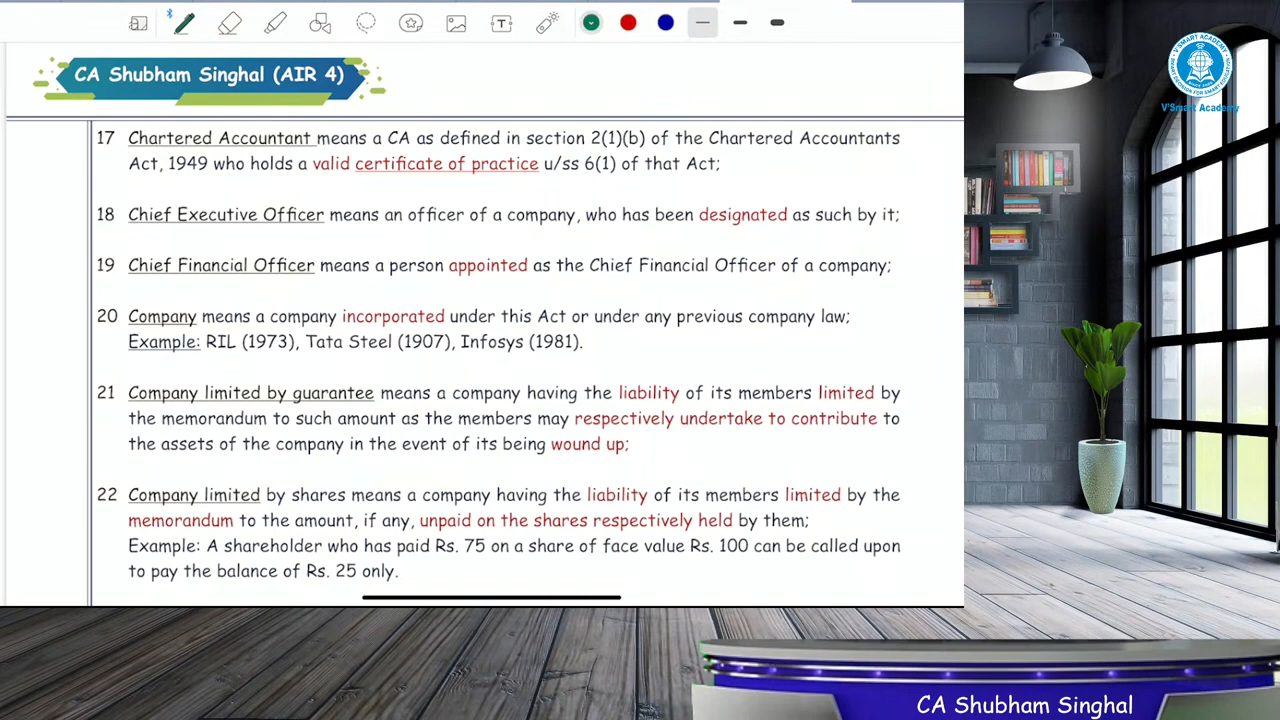 CA Shubham Singhal (AIR 4)
17 Chartered Accountant means a CA as defined in section 2(1)(b) of the Chartered Accountants
Act, 1949 who holds a valid certificate of practice u/ss 6(1) of that Act;
18 Chief Executive Officer means an officer of a company, who has been designated as such by it;
19 Chief Financial Officer means a person appointed as the Chief Financial Officer of a company;
20 Company means a company incorporated under this Act or under any previous company law;
Example: RIL (1973), Tata Steel (1907), Infosys (1981).
21 Company limited by guarantee means a company having the liability of its members limited by
the memorandum to such amount as the members may respectively undertake to contribute to
the assets of the company in the event of its being wound up;
22 Company limited by shares means a company having the liability of its members limited by the
memorandum to the amount, if any, unpaid on the shares respectively held by them;
Example: A shareholder who has paid Rs. 75 on a share of face value Rs. 100 can be called upon
to pay the balance of Rs. 25 only.
V'SMART ACADEMY
V'Smart Academy
CA Shubham Singhal